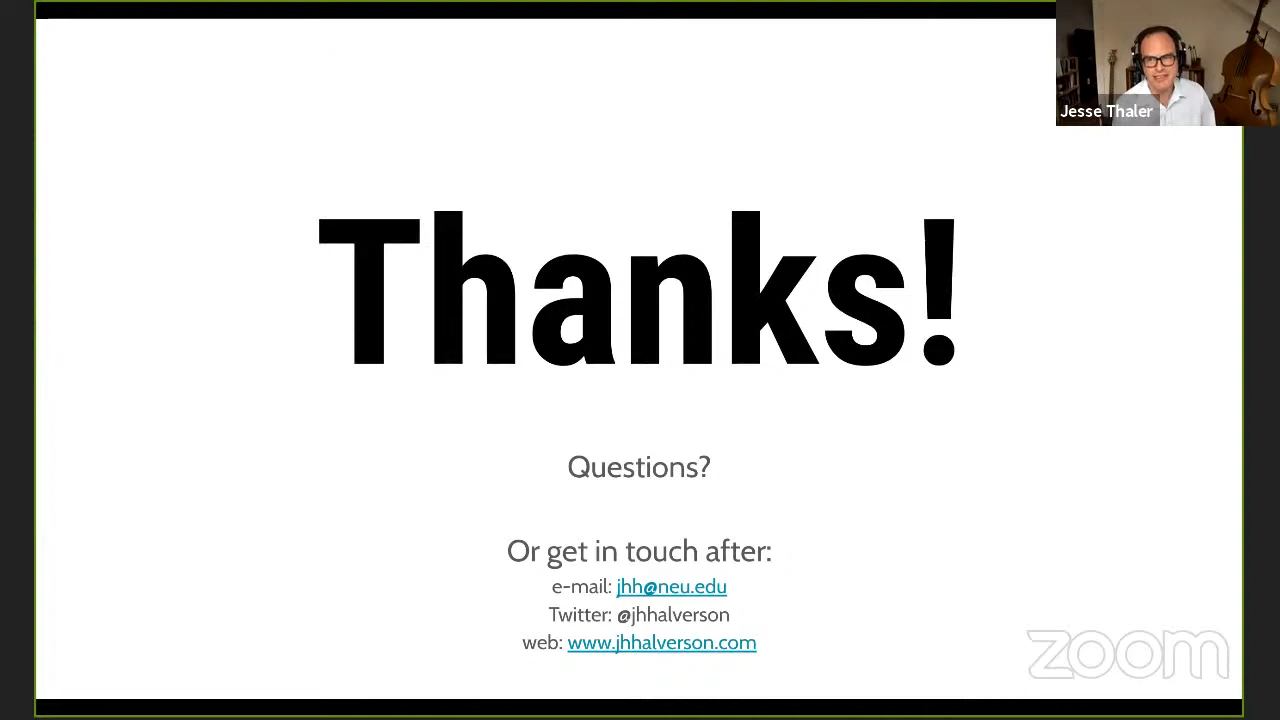 Jesse Thaler
Thanks!
Questions?
Or get in touch after:
e-mail: jhh@neu.edu
Twitter: @jhhalverson
web: www.jhhalverson.com
zoom